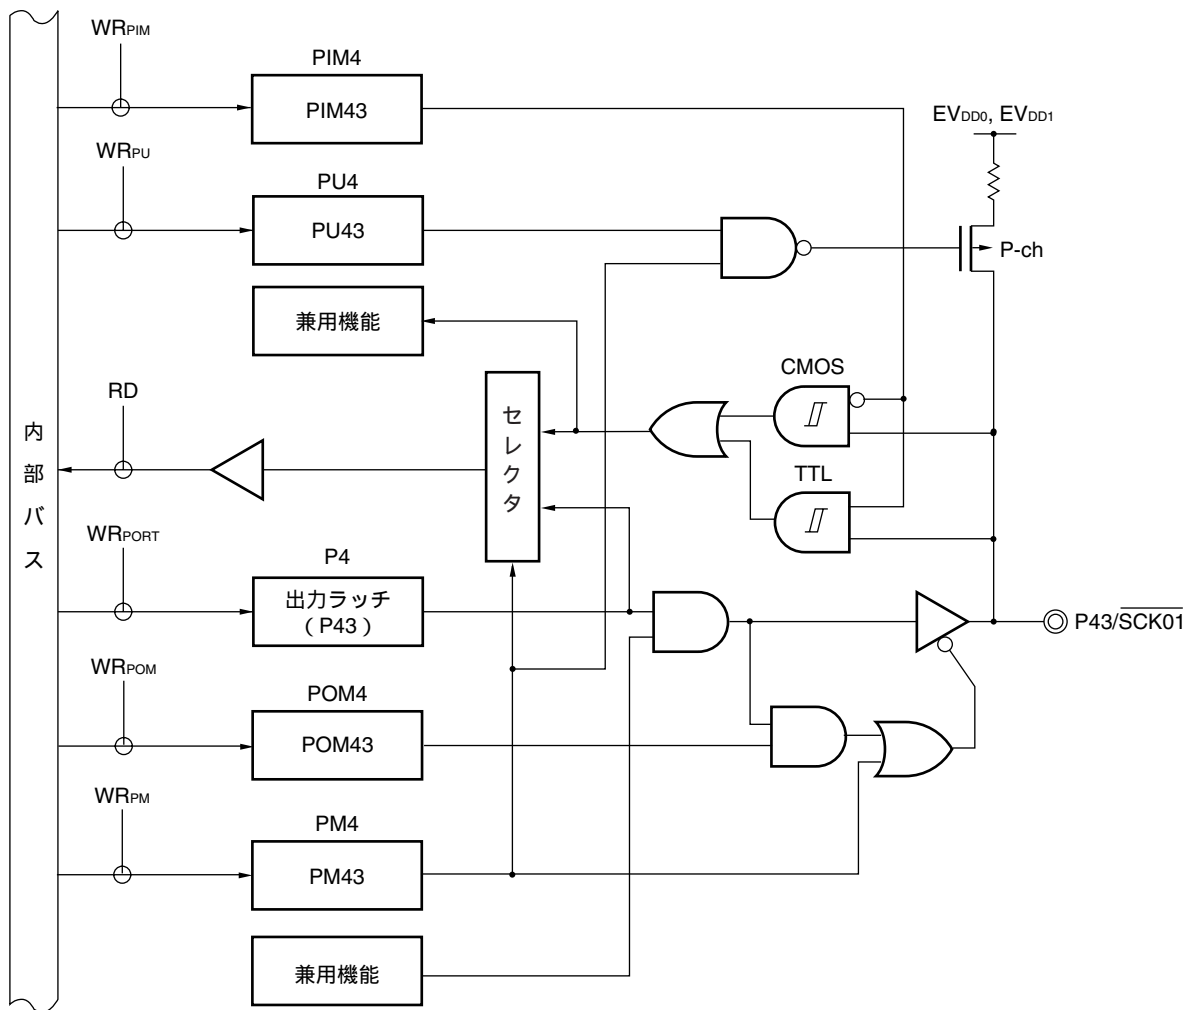 WRPIM
PIM4
PIM43
EVDD0, EVDD1
WRPU
PU4
PU43
P-ch
兼用機能
CMOS
RD
セレクタ
内部バス
TTL
WRPORT
P4
出力ラッチ
（P43）
P43/SCK01
WRPOM
POM4
POM43
WRPM
PM4
PM43
兼用機能